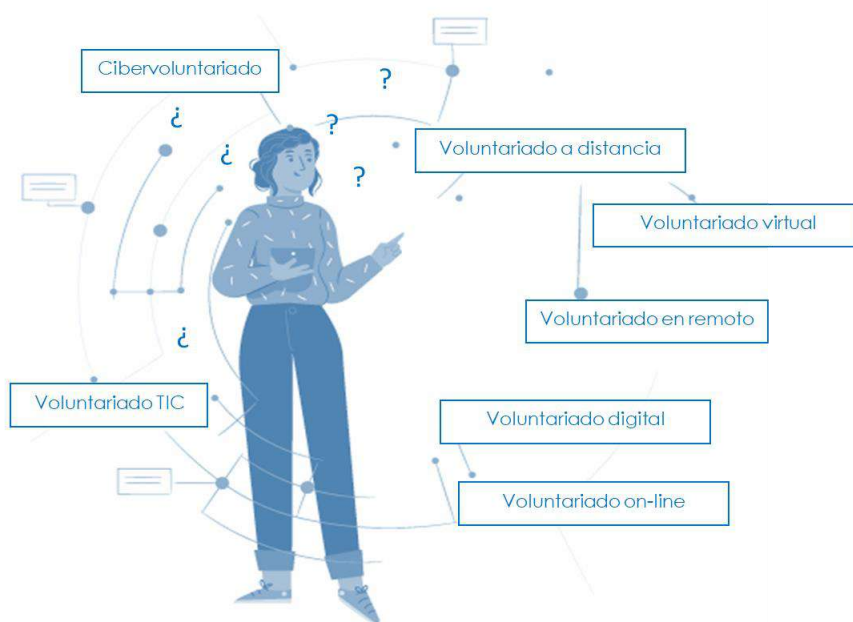 Cibervoluntariado
?
¿
?
¿
Voluntariado a distancia
?
Voluntariado virtual
Voluntariado en remoto
¿
Voluntariado TIC
Voluntariado digital
Voluntariado on-line